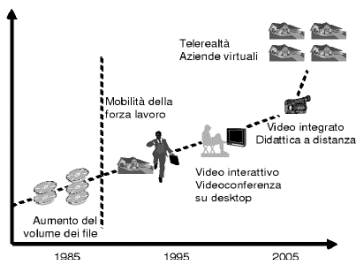 Telerealtà
Aziende virtuali
Mobilità della
forza lavoro
Video integrato
Didattica a distanza
Video interattivo
Videoconferenza
su desktop
Aumento del
volume dei file
1985
1995
2005